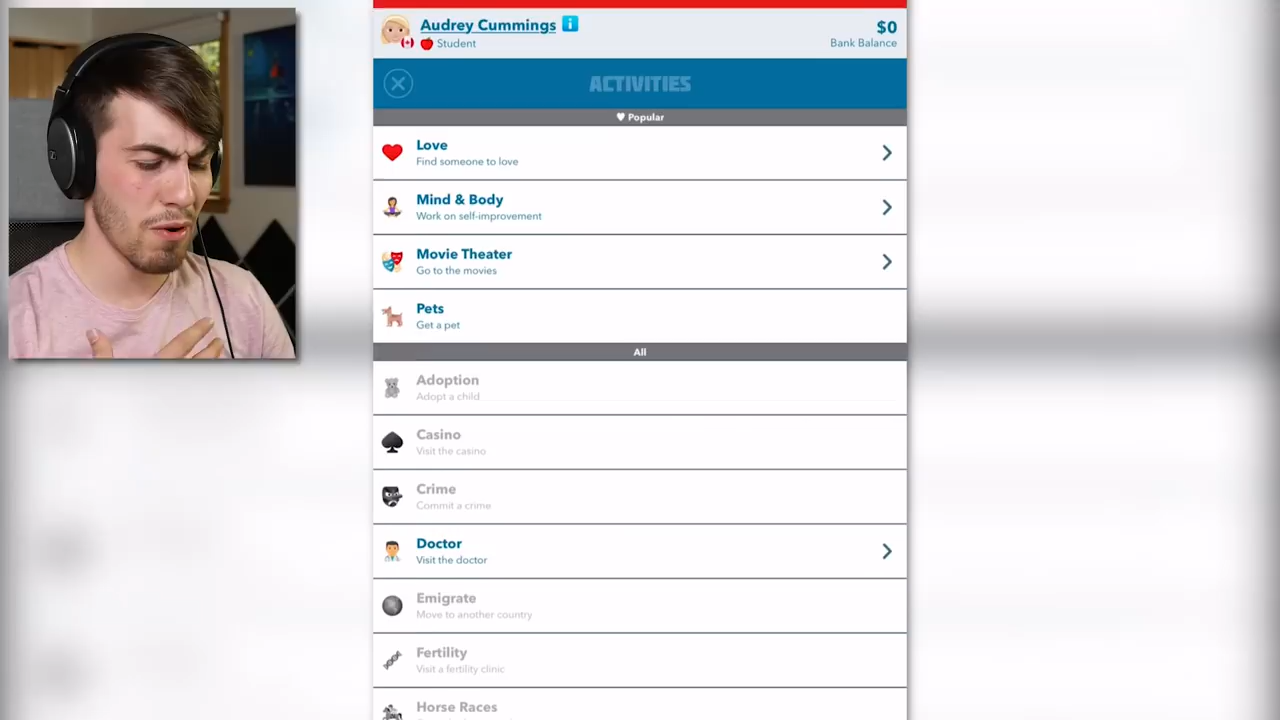 Audrey Cummings
Student
$0
Bank Balance
ACTIVITIES
Popular
Love
Find someone to love
Mind & Body
Work on self-improvement
Movie Theater
Go to the movies
Pets
Get a pet
All
Adoption
Adopt a child
Casino
Visit the casino
Crime
Commit a crime
Doctor
Visit the doctor
Emigrate
Move to another country
Fertility
Visit a fertility clinic
Horse Races